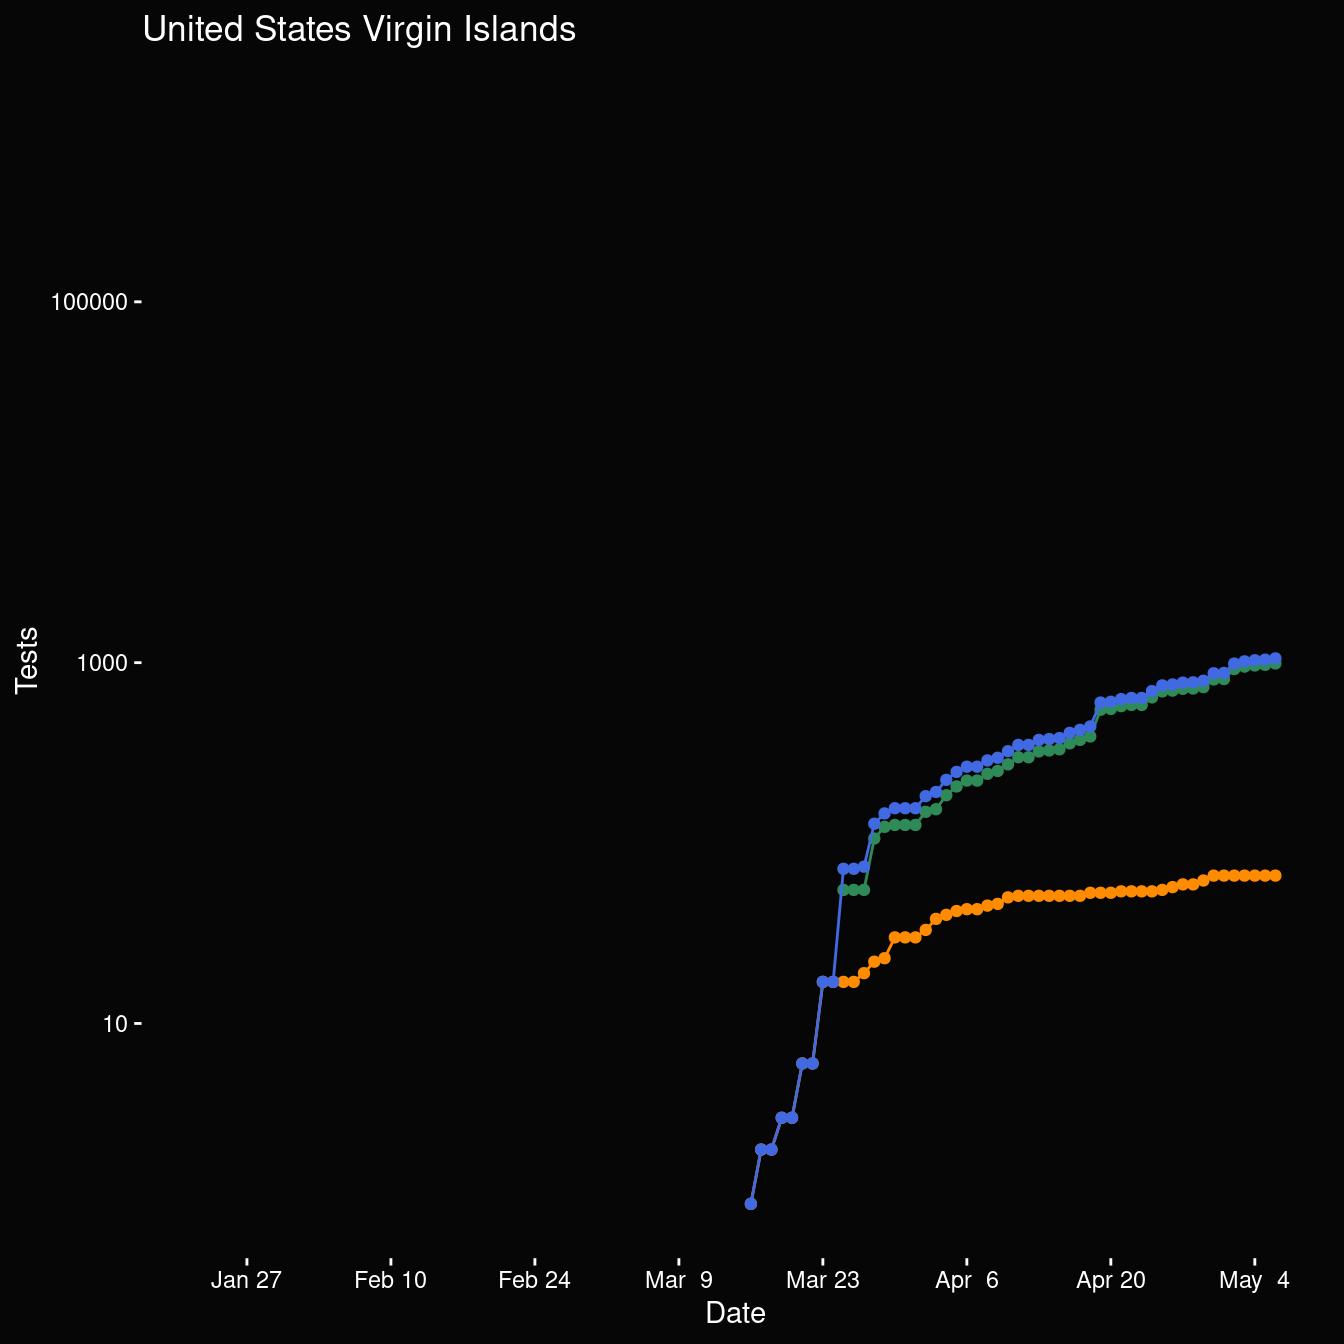 United States Virgin Islands
Tests
100000
1000
10
Jan 27 Feb 10 Feb 24 Mar  9 Mar 23 Apr  6 Apr 20 May  4
Date